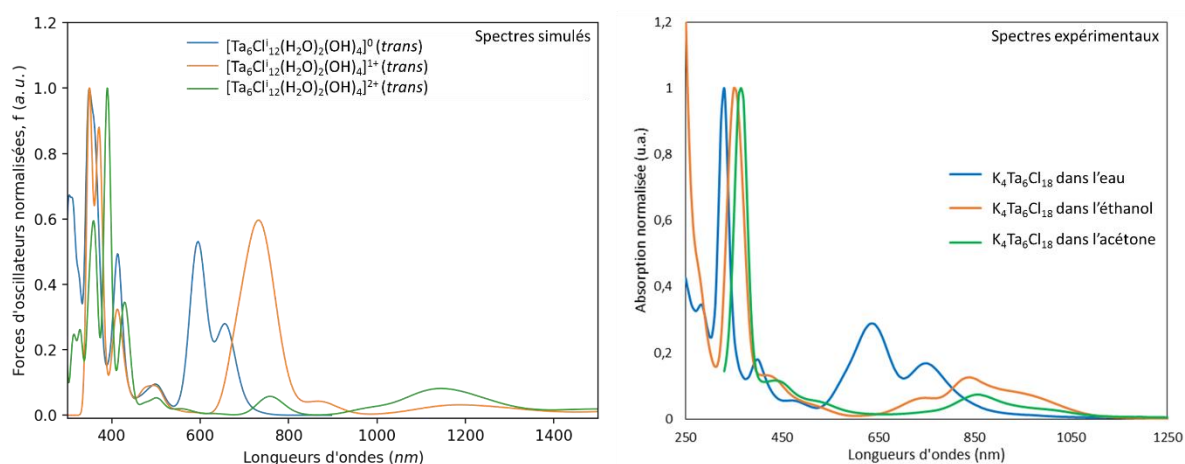 Spectres simulés
[Ta₆Clⁱ₁₂(H₂O)₂(OH)₄]⁰ (trans)
[Ta₆Clⁱ₁₂(H₂O)₂(OH)₄]¹⁺ (trans)
[Ta₆Clⁱ₁₂(H₂O)₂(OH)₄]²⁺ (trans)
Forces d'oscillateurs normalisées, f (a.u.)
1.2
1.0
0.8
0.6
0.4
0.2
0.0
400 600 800 1000 1200 1400
Longueurs d'ondes (nm)
Spectres expérimentaux
K₄Ta₆Cl₁₈ dans l'eau
K₄Ta₆Cl₁₈ dans l'éthanol
K₄Ta₆Cl₁₈ dans l'acétone
Absorption normalisée (u.a.)
1,2
1
0,8
0,6
0,4
0,2
0
250 450 650 850 1050 1250
Longueurs d'ondes (nm)